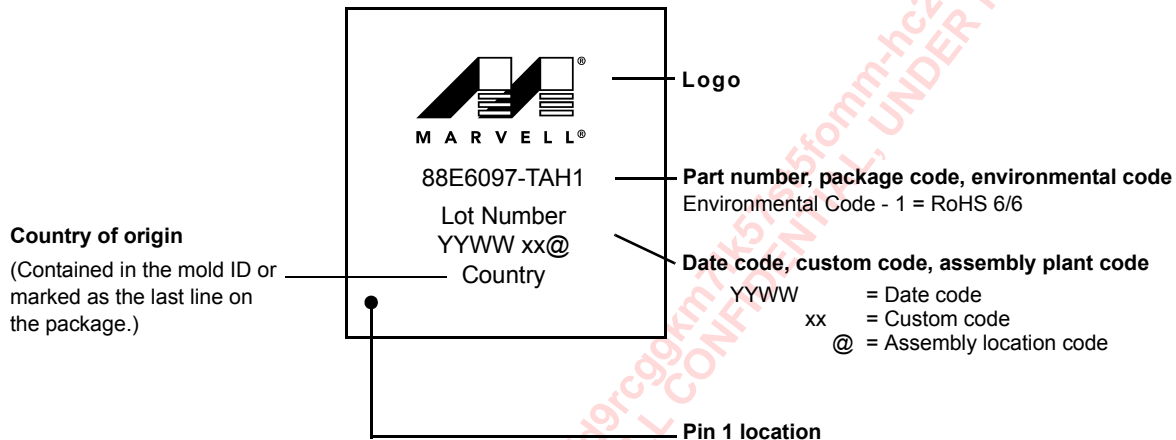 MARVELL®
®
88E6097-TAH1
Lot Number
YYWW xx@
Country
Logo
Part number, package code, environmental code
Environmental Code - 1 = RoHS 6/6
Date code, custom code, assembly plant code
YYWW = Date code
xx = Custom code
@ = Assembly location code
Country of origin
(Contained in the mold ID or
marked as the last line on
the package.)
Pin 1 location